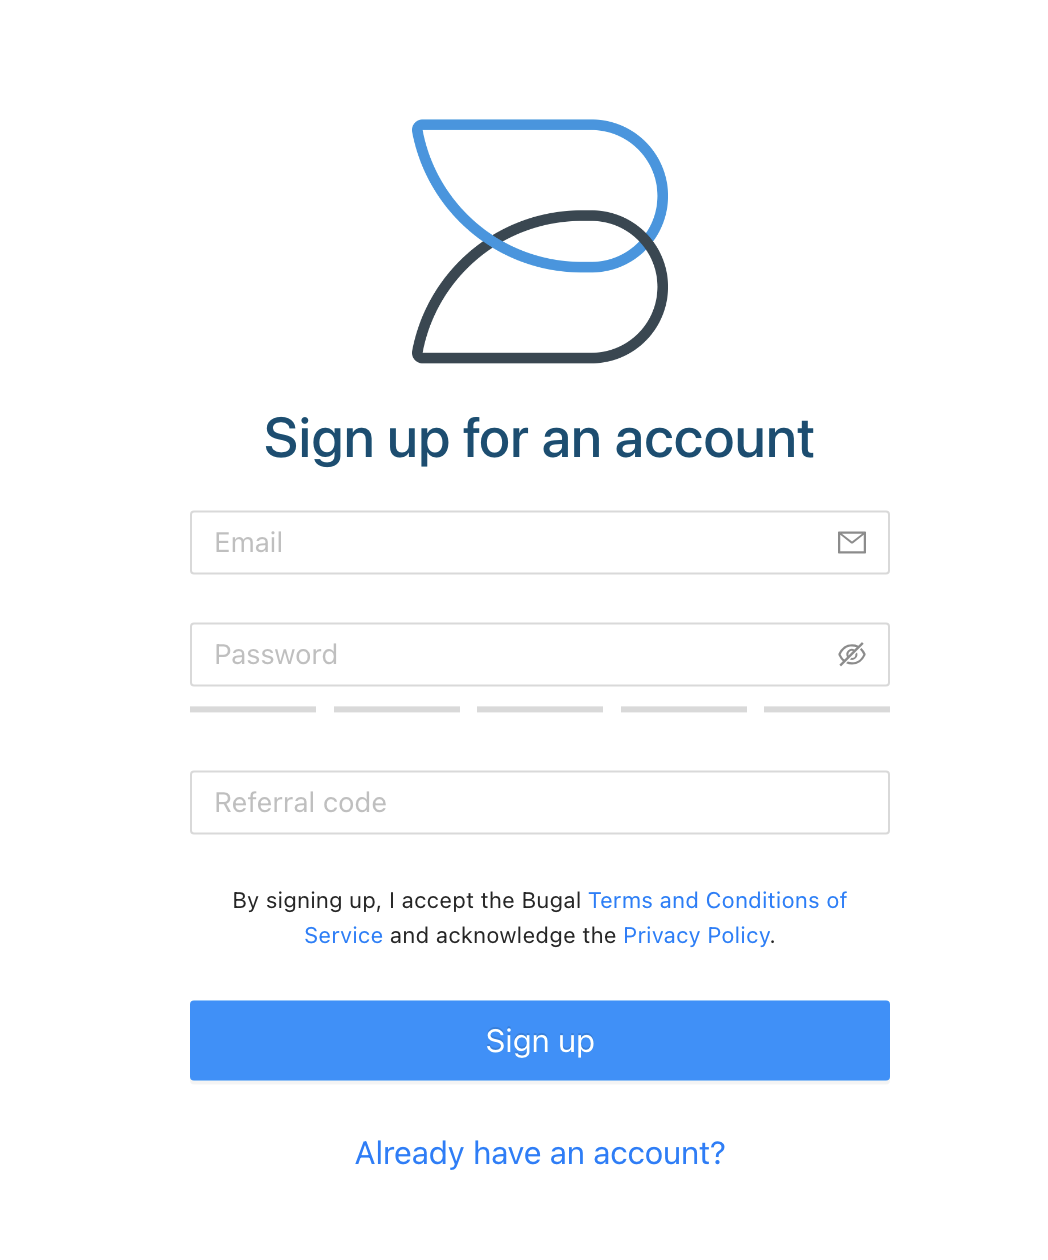 Sign up for an account
Email
Password
Referral code
By signing up, I accept the Bugal Terms and Conditions of
Service and acknowledge the Privacy Policy.
Sign up
Already have an account?